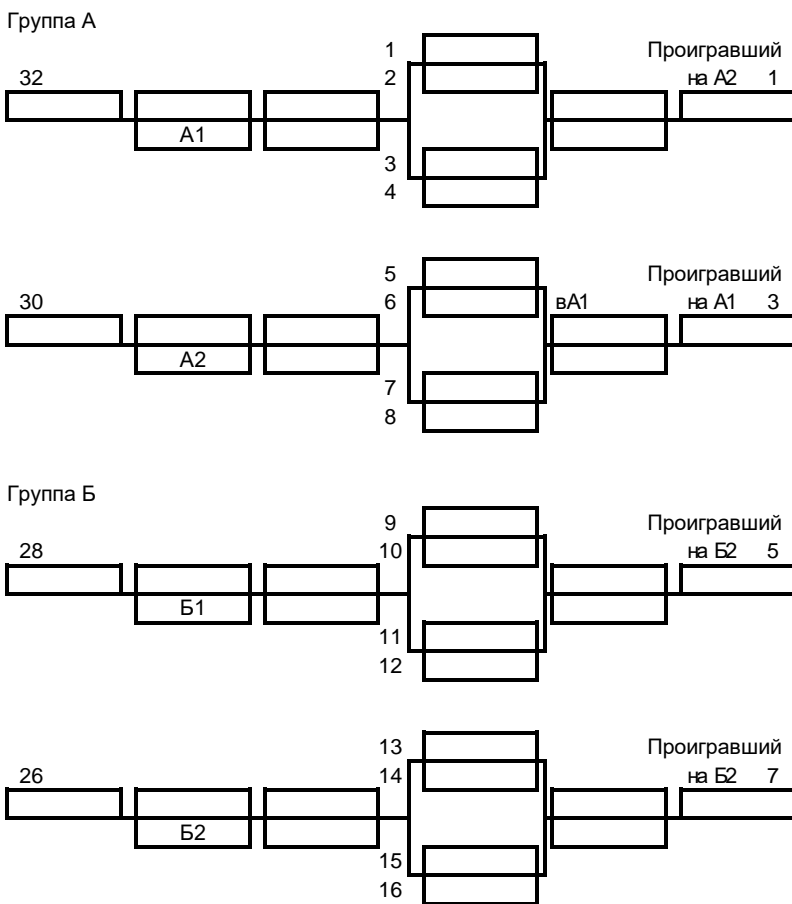 Группа А
1 Проигравший
32 2 на А2 1
А1
3
4
5 Проигравший
30 6 вА1 на А1 3
А2
7
8
Группа Б
9 Проигравший
28 10 на Б2 5
Б1
11
12
13 Проигравший
26 14 на Б2 7
Б2
15
16